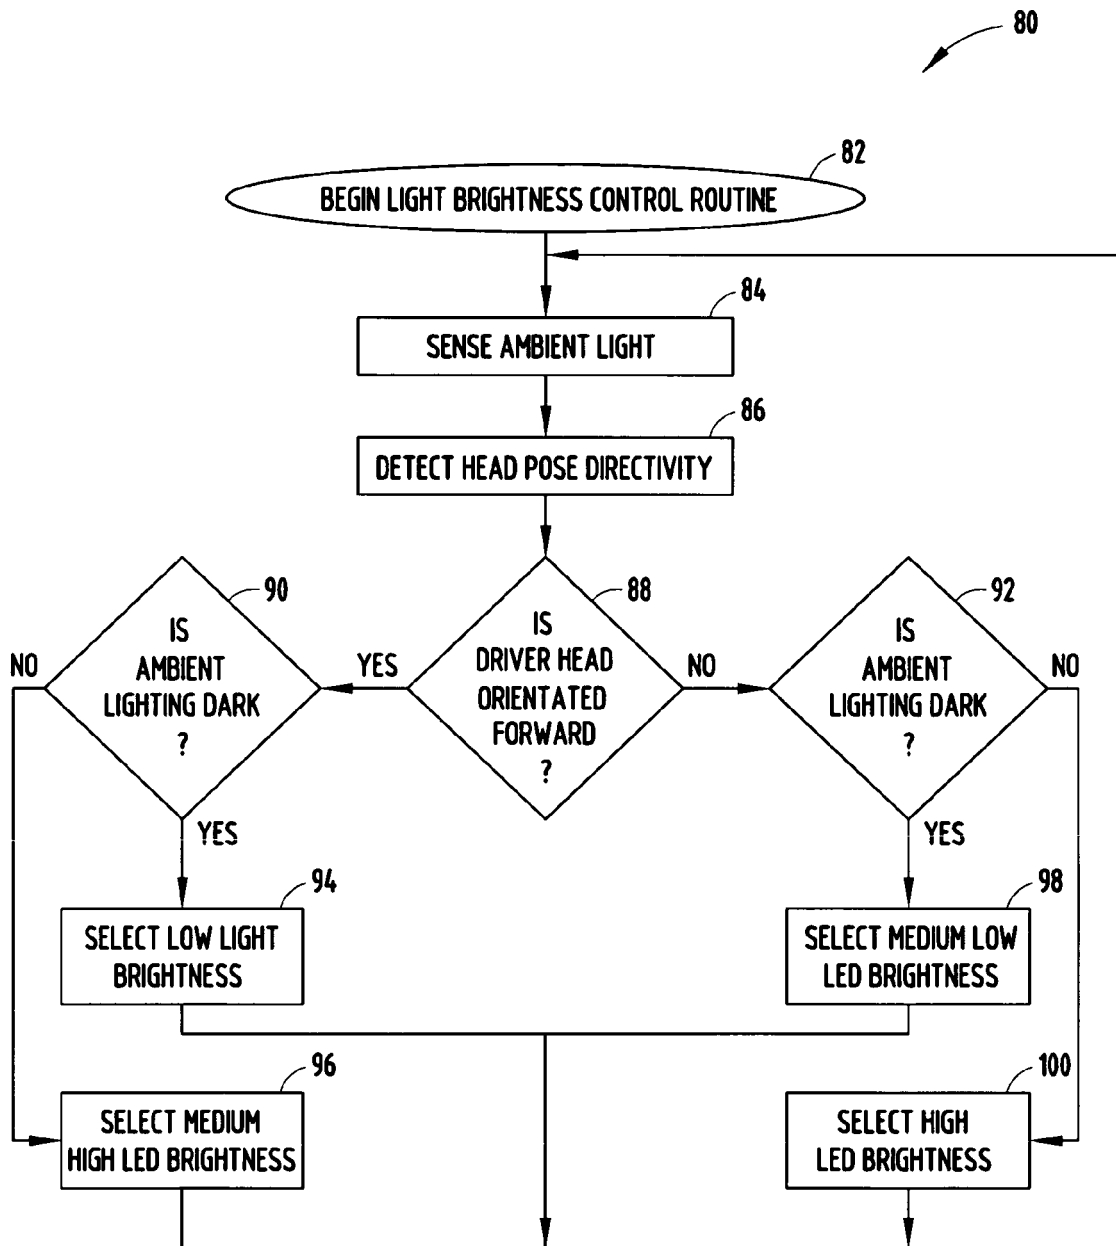 80
82
BEGIN LIGHT BRIGHTNESS CONTROL ROUTINE
84
SENSE AMBIENT LIGHT
86
DETECT HEAD POSE DIRECTIVITY
90
IS
AMBIENT
LIGHTING DARK
?
NO
YES
88
IS
DRIVER HEAD
ORIENTATED
FORWARD
?
YES
NO
92
IS
AMBIENT
LIGHTING DARK
?
NO
YES
94
SELECT LOW LIGHT
BRIGHTNESS
98
SELECT MEDIUM LOW
LED BRIGHTNESS
96
SELECT MEDIUM
HIGH LED BRIGHTNESS
100
SELECT HIGH
LED BRIGHTNESS